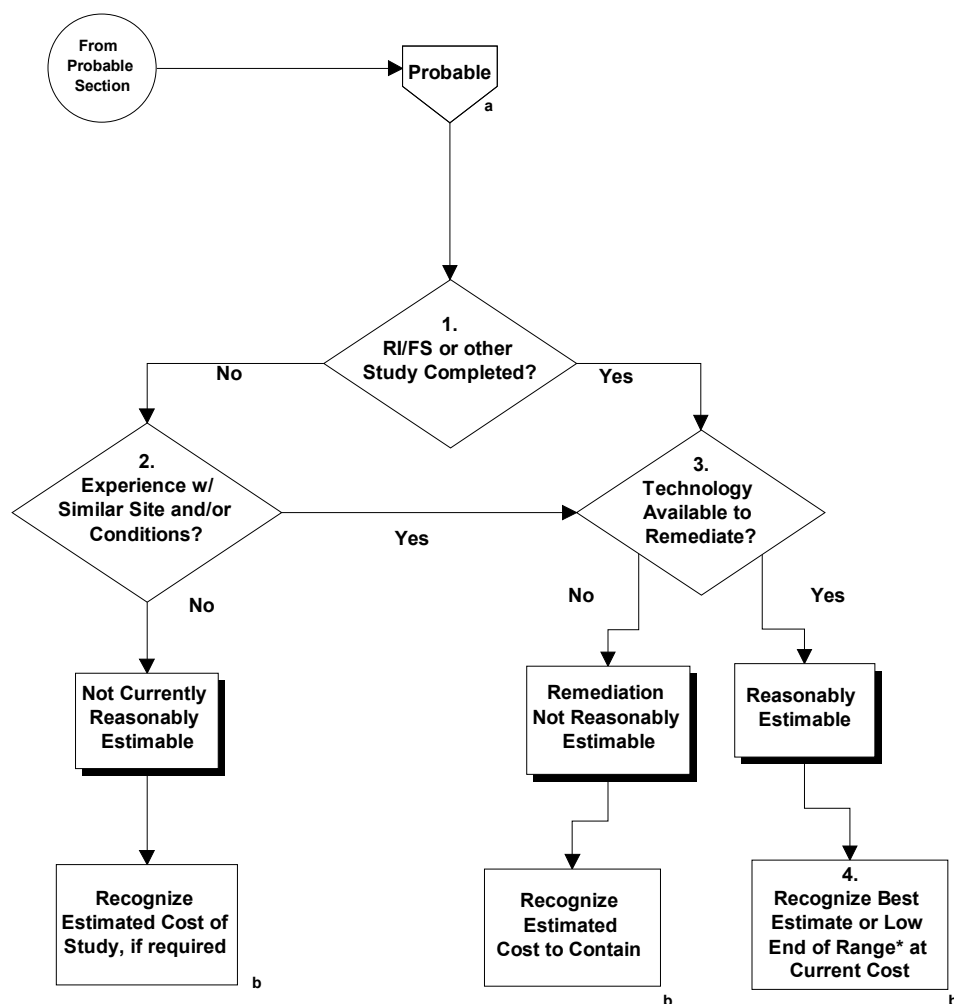 From
Probable
Section
Probable
a
1.
RI/FS or other
Study Completed?
No
Yes
2.
Experience w/
Similar Site and/or
Conditions?
Yes
3.
Technology
Available to
Remediate?
No
No
Yes
Not Currently
Reasonably
Estimable
Remediation
Not Reasonably
Estimable
Reasonably
Estimable
Recognize
Estimated Cost of
Study, if required
b
Recognize
Estimated
Cost to Contain
b
4.
Recognize Best
Estimate or Low
End of Range* at
Current Cost
b